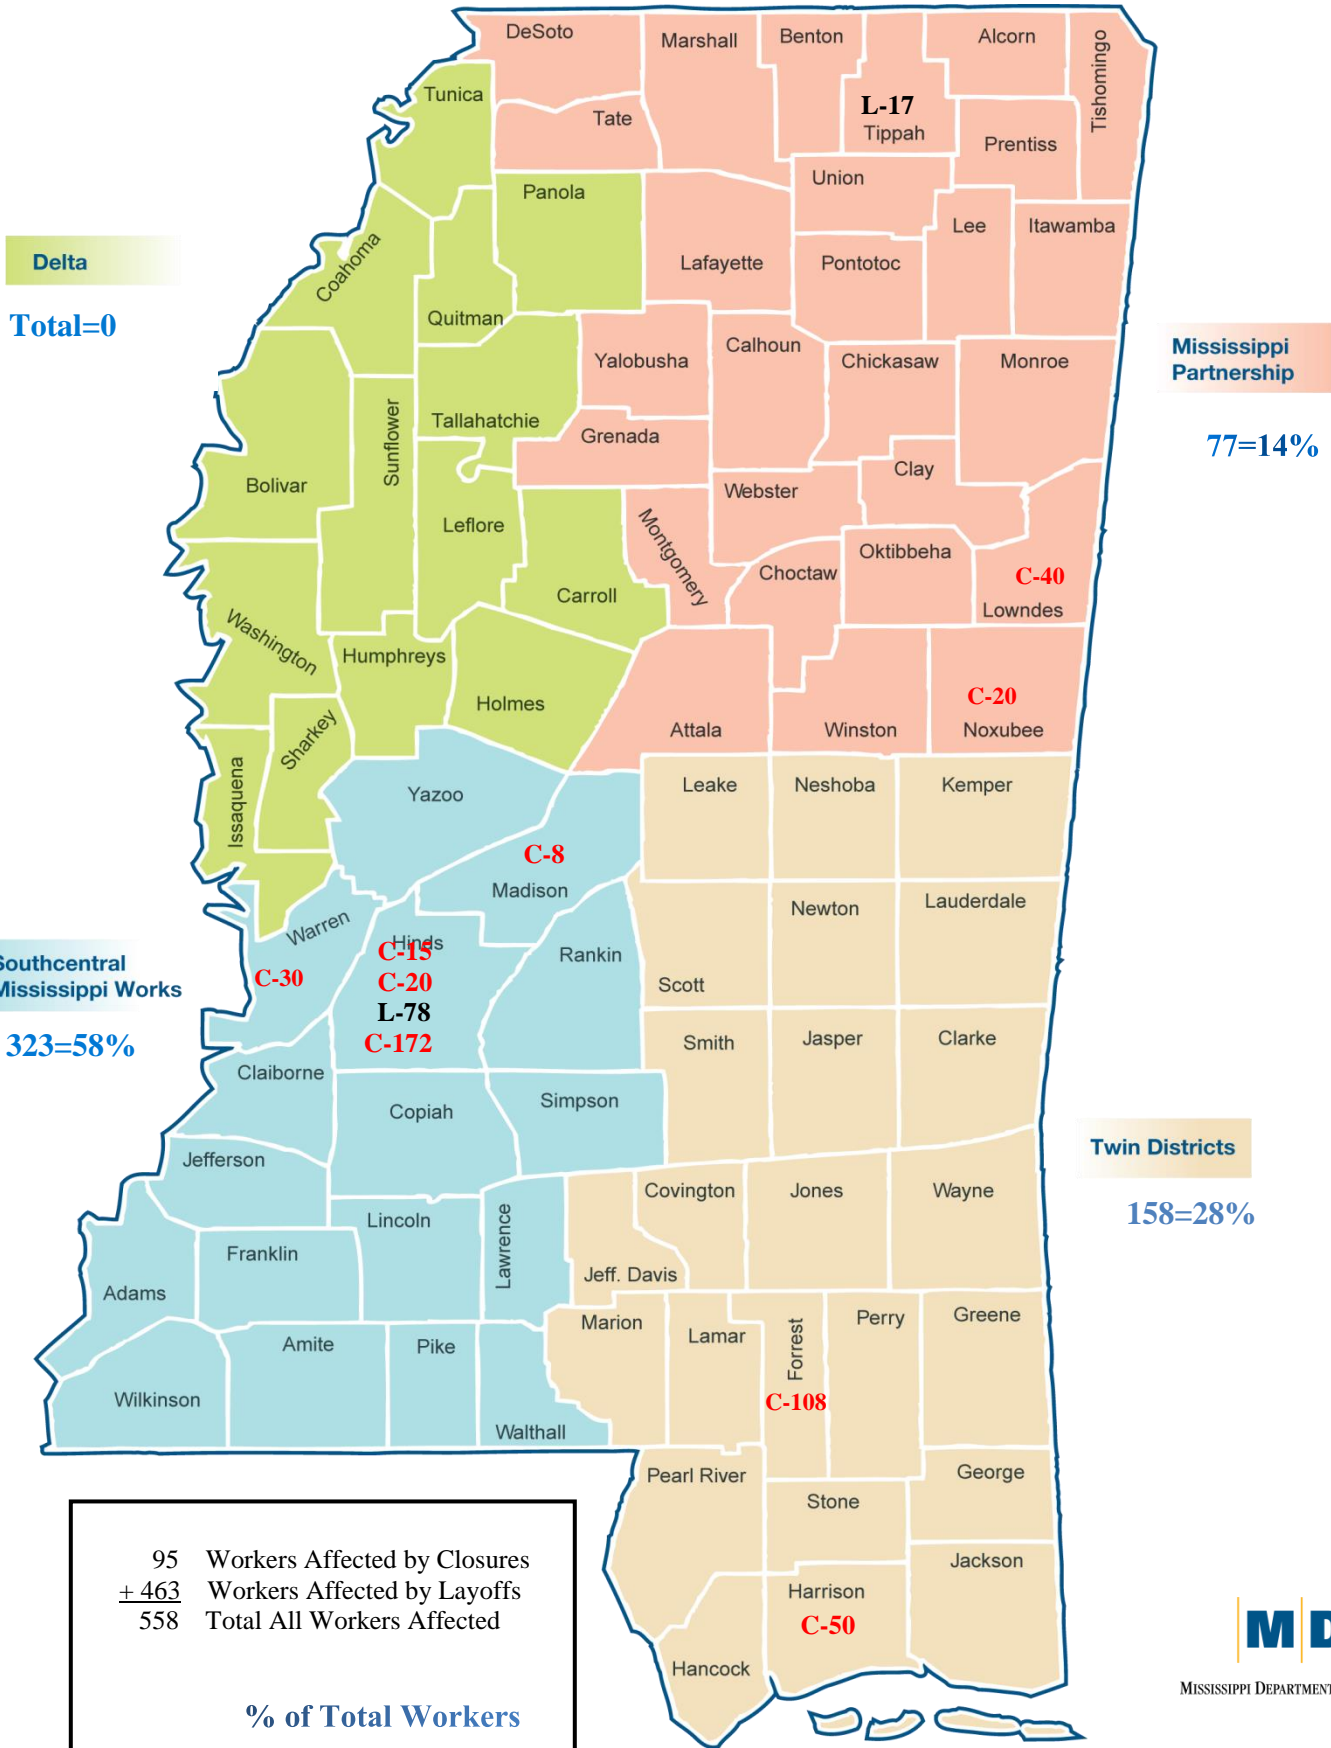 DeSoto
Marshall
Benton
Alcorn
Tishomingo
Tunica
Tate
L-17
Tippah
Prentiss
Panola
Union
Lee
Itawamba
Delta
Total=0
Coahoma
Quitman
Lafayette
Pontotoc
Yalobusha
Calhoun
Chickasaw
Monroe
Mississippi
Partnership
77=14%
Sunflower
Tallahatchie
Grenada
Clay
Bolivar
Leflore
Webster
Montgomery
Oktibbeha
Choctaw
C-40
Lowndes
Carroll
Washington
Humphreys
Holmes
C-20
Noxubee
Attala
Winston
Sharkey
Issaquena
Yazoo
Leake
Neshoba
Kemper
C-8
Madison
Newton
Lauderdale
Warren
C-30
Hinds
C-15
C-20
L-78
C-172
Rankin
Scott
Southcentral
Mississippi Works
323=58%
Smith
Jasper
Clarke
Claiborne
Copiah
Simpson
Jefferson
Twin Districts
158=28%
Covington
Jones
Wayne
Lincoln
Lawrence
Franklin
Jeff. Davis
Adams
Marion
Lamar
Forrest
C-108
Perry
Greene
Amite
Pike
Wilkinson
Walthall
Pearl River
George
Stone
Jackson
Harrison
C-50
Hancock
95 Workers Affected by Closures
+ 463 Workers Affected by Layoffs
558 Total All Workers Affected
% of Total Workers
M D
MISSISSIPPI DEPARTMENT